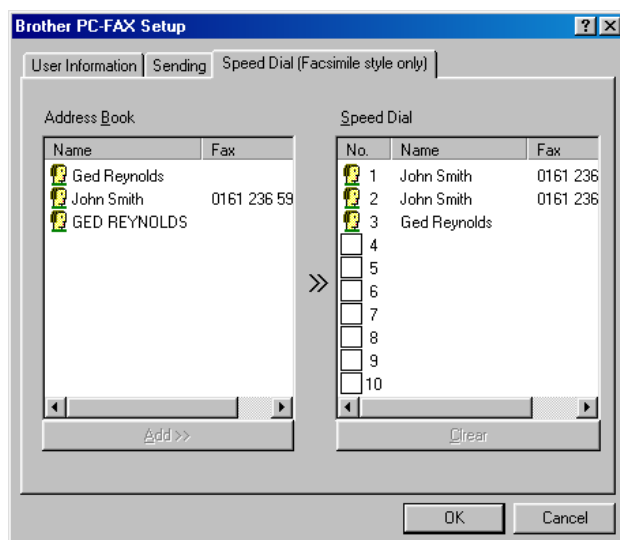 Brother PC-FAX Setup
User Information Sending Speed Dial (Facsimile style only)
Address Book Speed Dial
Name Fax No. Name Fax
Ged Reynolds 1 John Smith 0161 236
John Smith 0161 236 59 2 John Smith 0161 236
GED REYNOLDS 3 Ged Reynolds
4
5
6
7
8
9
10
Add >> Clrear
OK Cancel